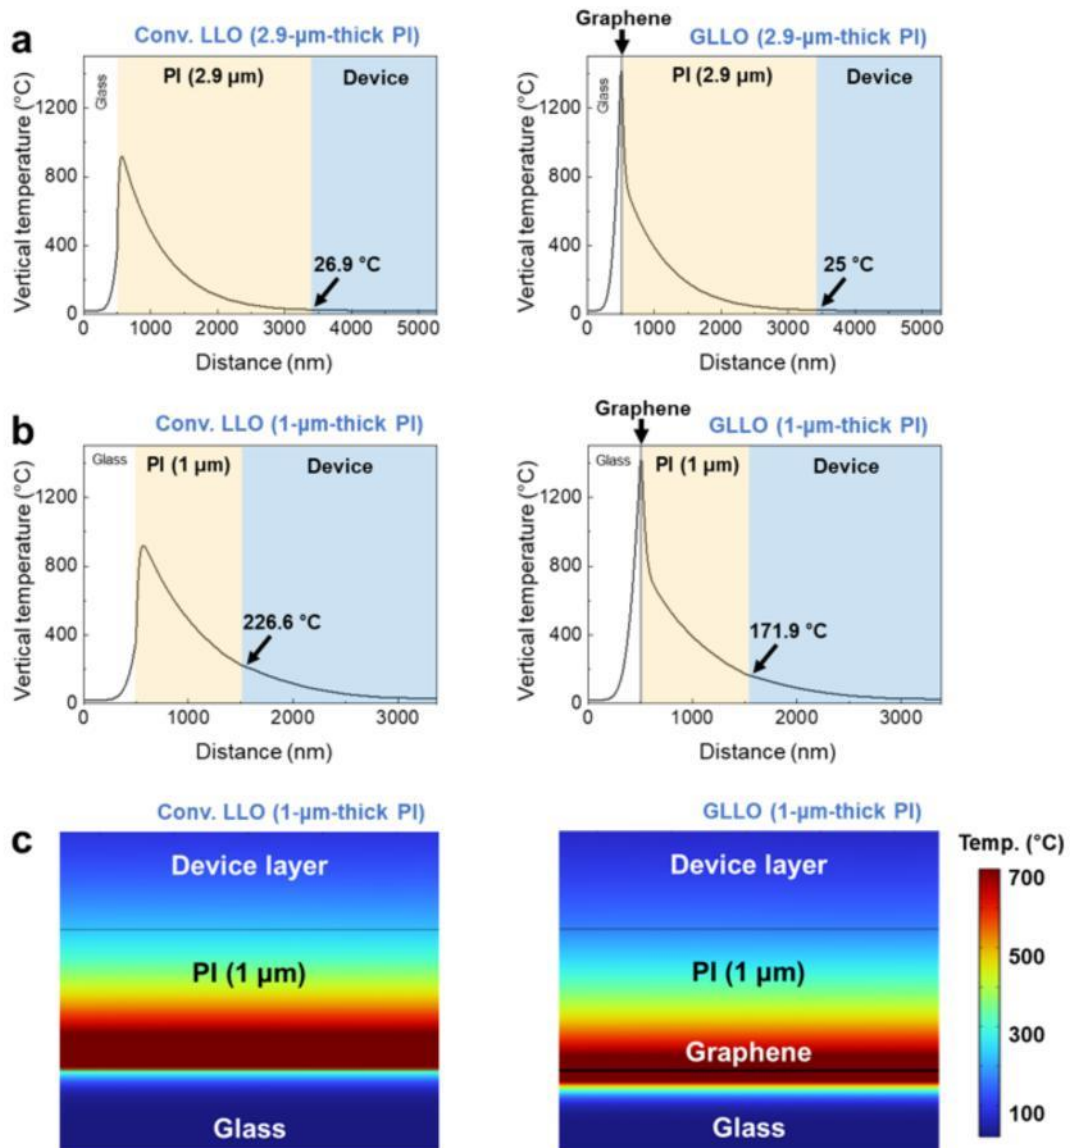 a
Conv. LLO (2.9-µm-thick PI)
Glass
PI (2.9 µm)
Device
Vertical temperature (°C)
1200
800
400
0
26.9 °C
0 1000 2000 3000 4000 5000
Distance (nm)
Graphene
GLLO (2.9-µm-thick PI)
Glass
PI (2.9 µm)
Device
Vertical temperature (°C)
1200
800
400
0
25 °C
0 1000 2000 3000 4000 5000
Distance (nm)
b
Conv. LLO (1-µm-thick PI)
Glass
PI (1 µm)
Device
Vertical temperature (°C)
1200
800
400
0
226.6 °C
0 1000 2000 3000
Distance (nm)
Graphene
GLLO (1-µm-thick PI)
Glass
PI (1 µm)
Device
Vertical temperature (°C)
1200
800
400
0
171.9 °C
0 1000 2000 3000
Distance (nm)
c
Conv. LLO (1-µm-thick PI)
Device layer
PI (1 µm)
Glass
GLLO (1-µm-thick PI)
Device layer
PI (1 µm)
Graphene
Glass
Temp. (°C)
700
500
300
100